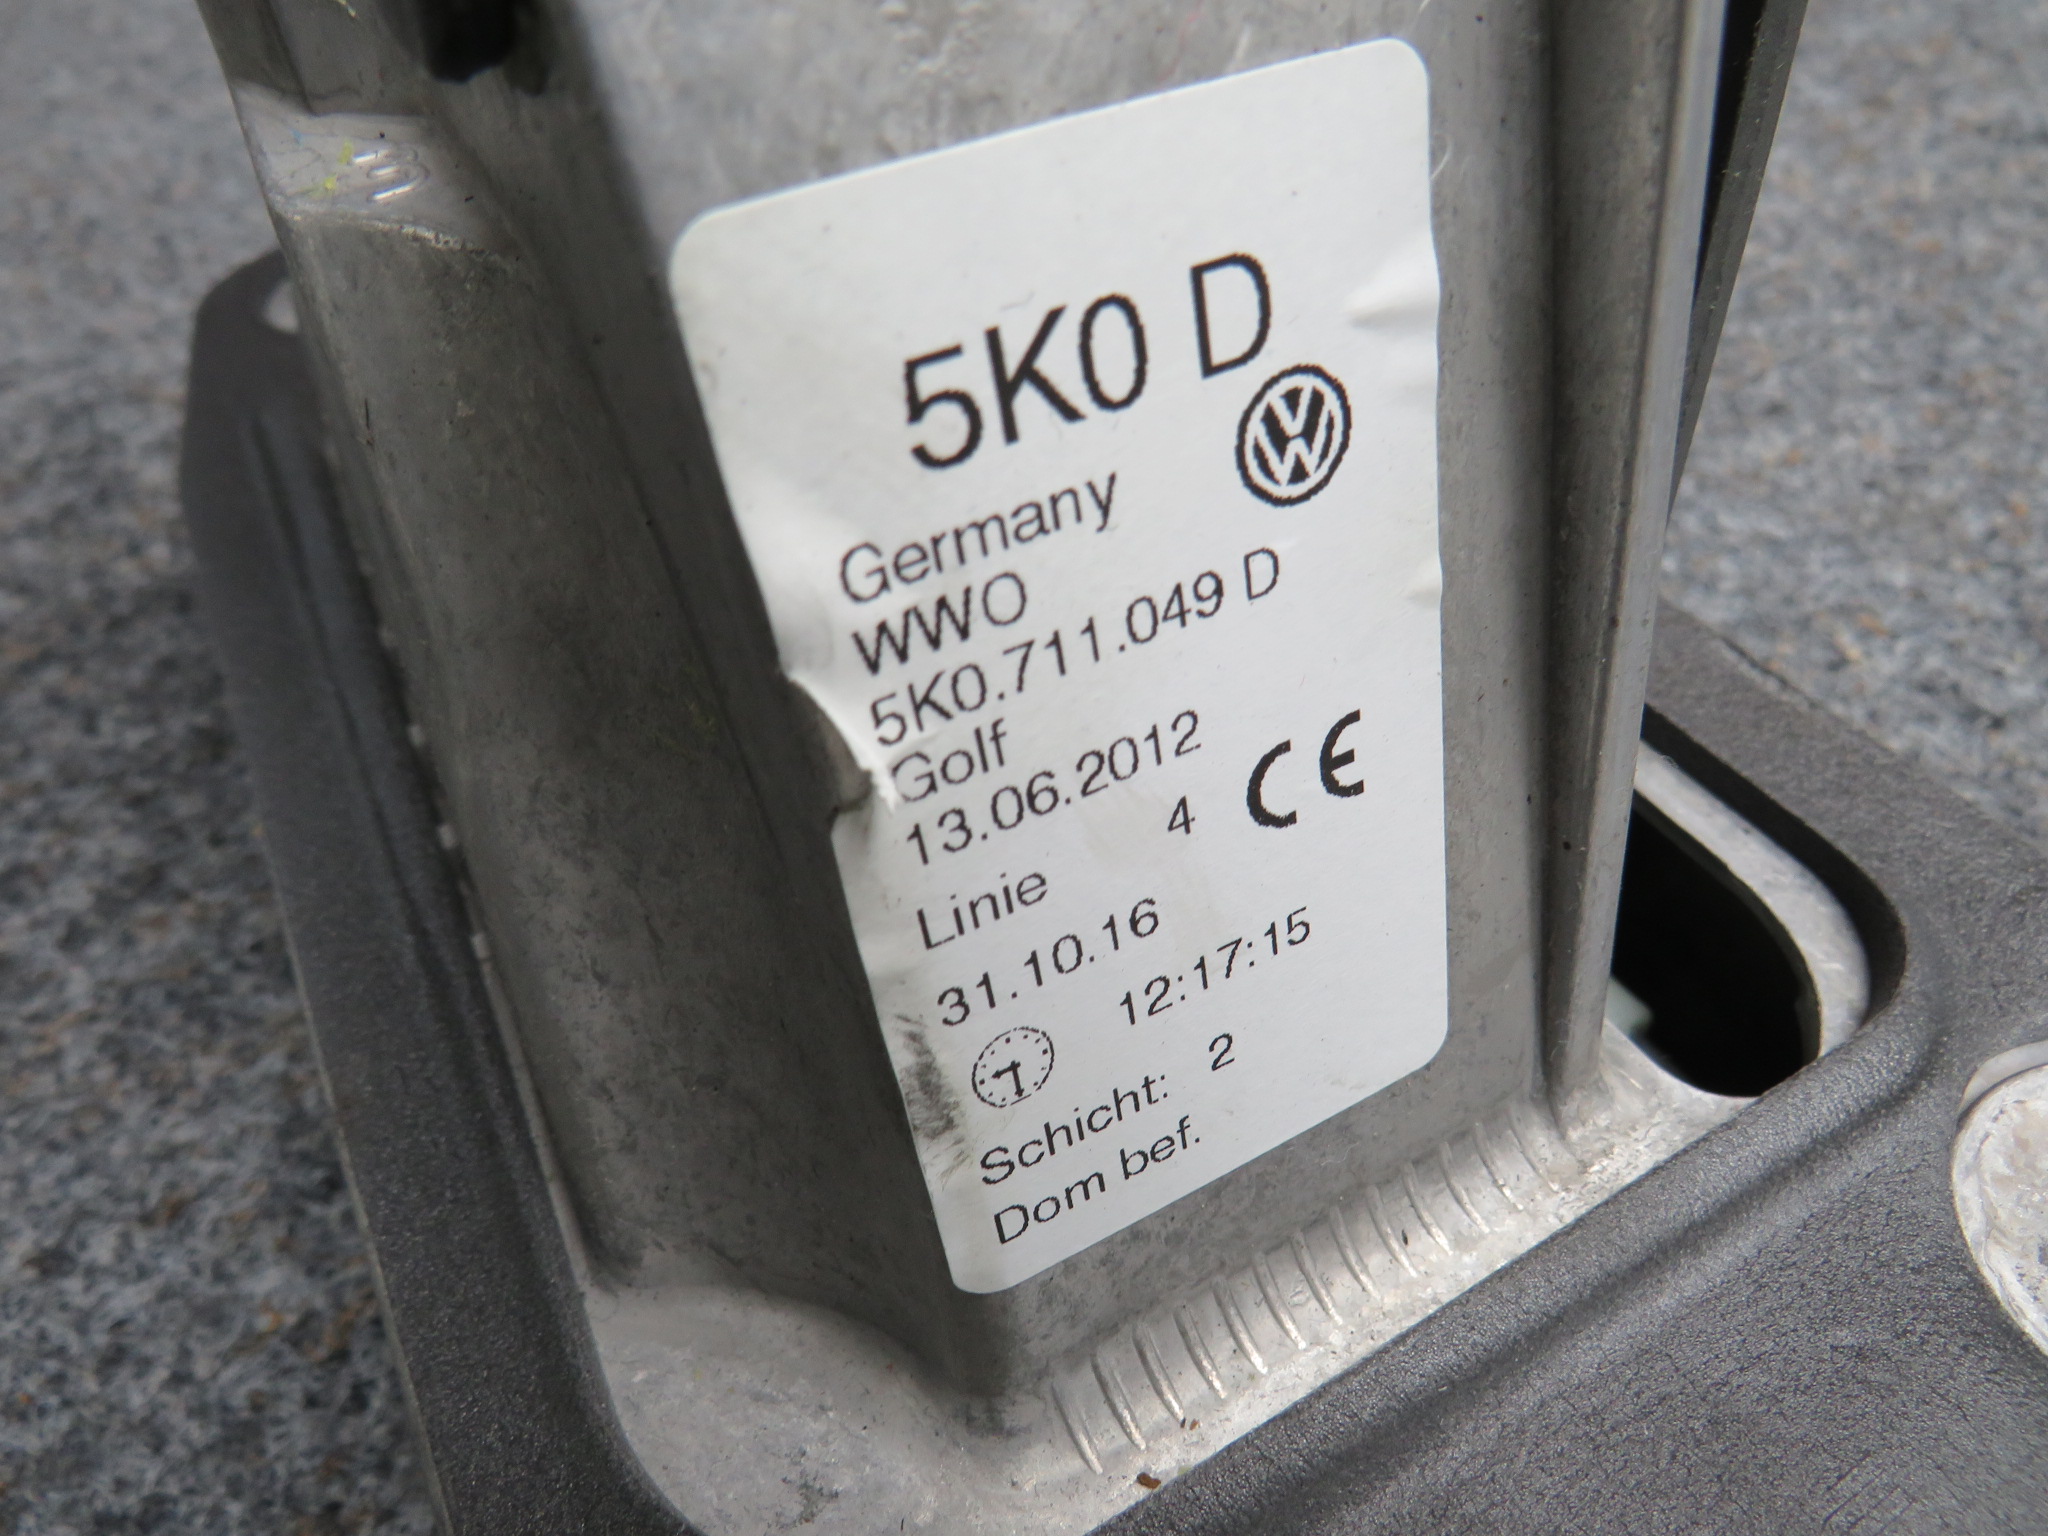 5K0 D
Germany
WWO
5K0.711.049 D
Golf
13.06.2012
4 CE
Linie
31.10.16
12:17:15
Schicht: 2
Dom bef.